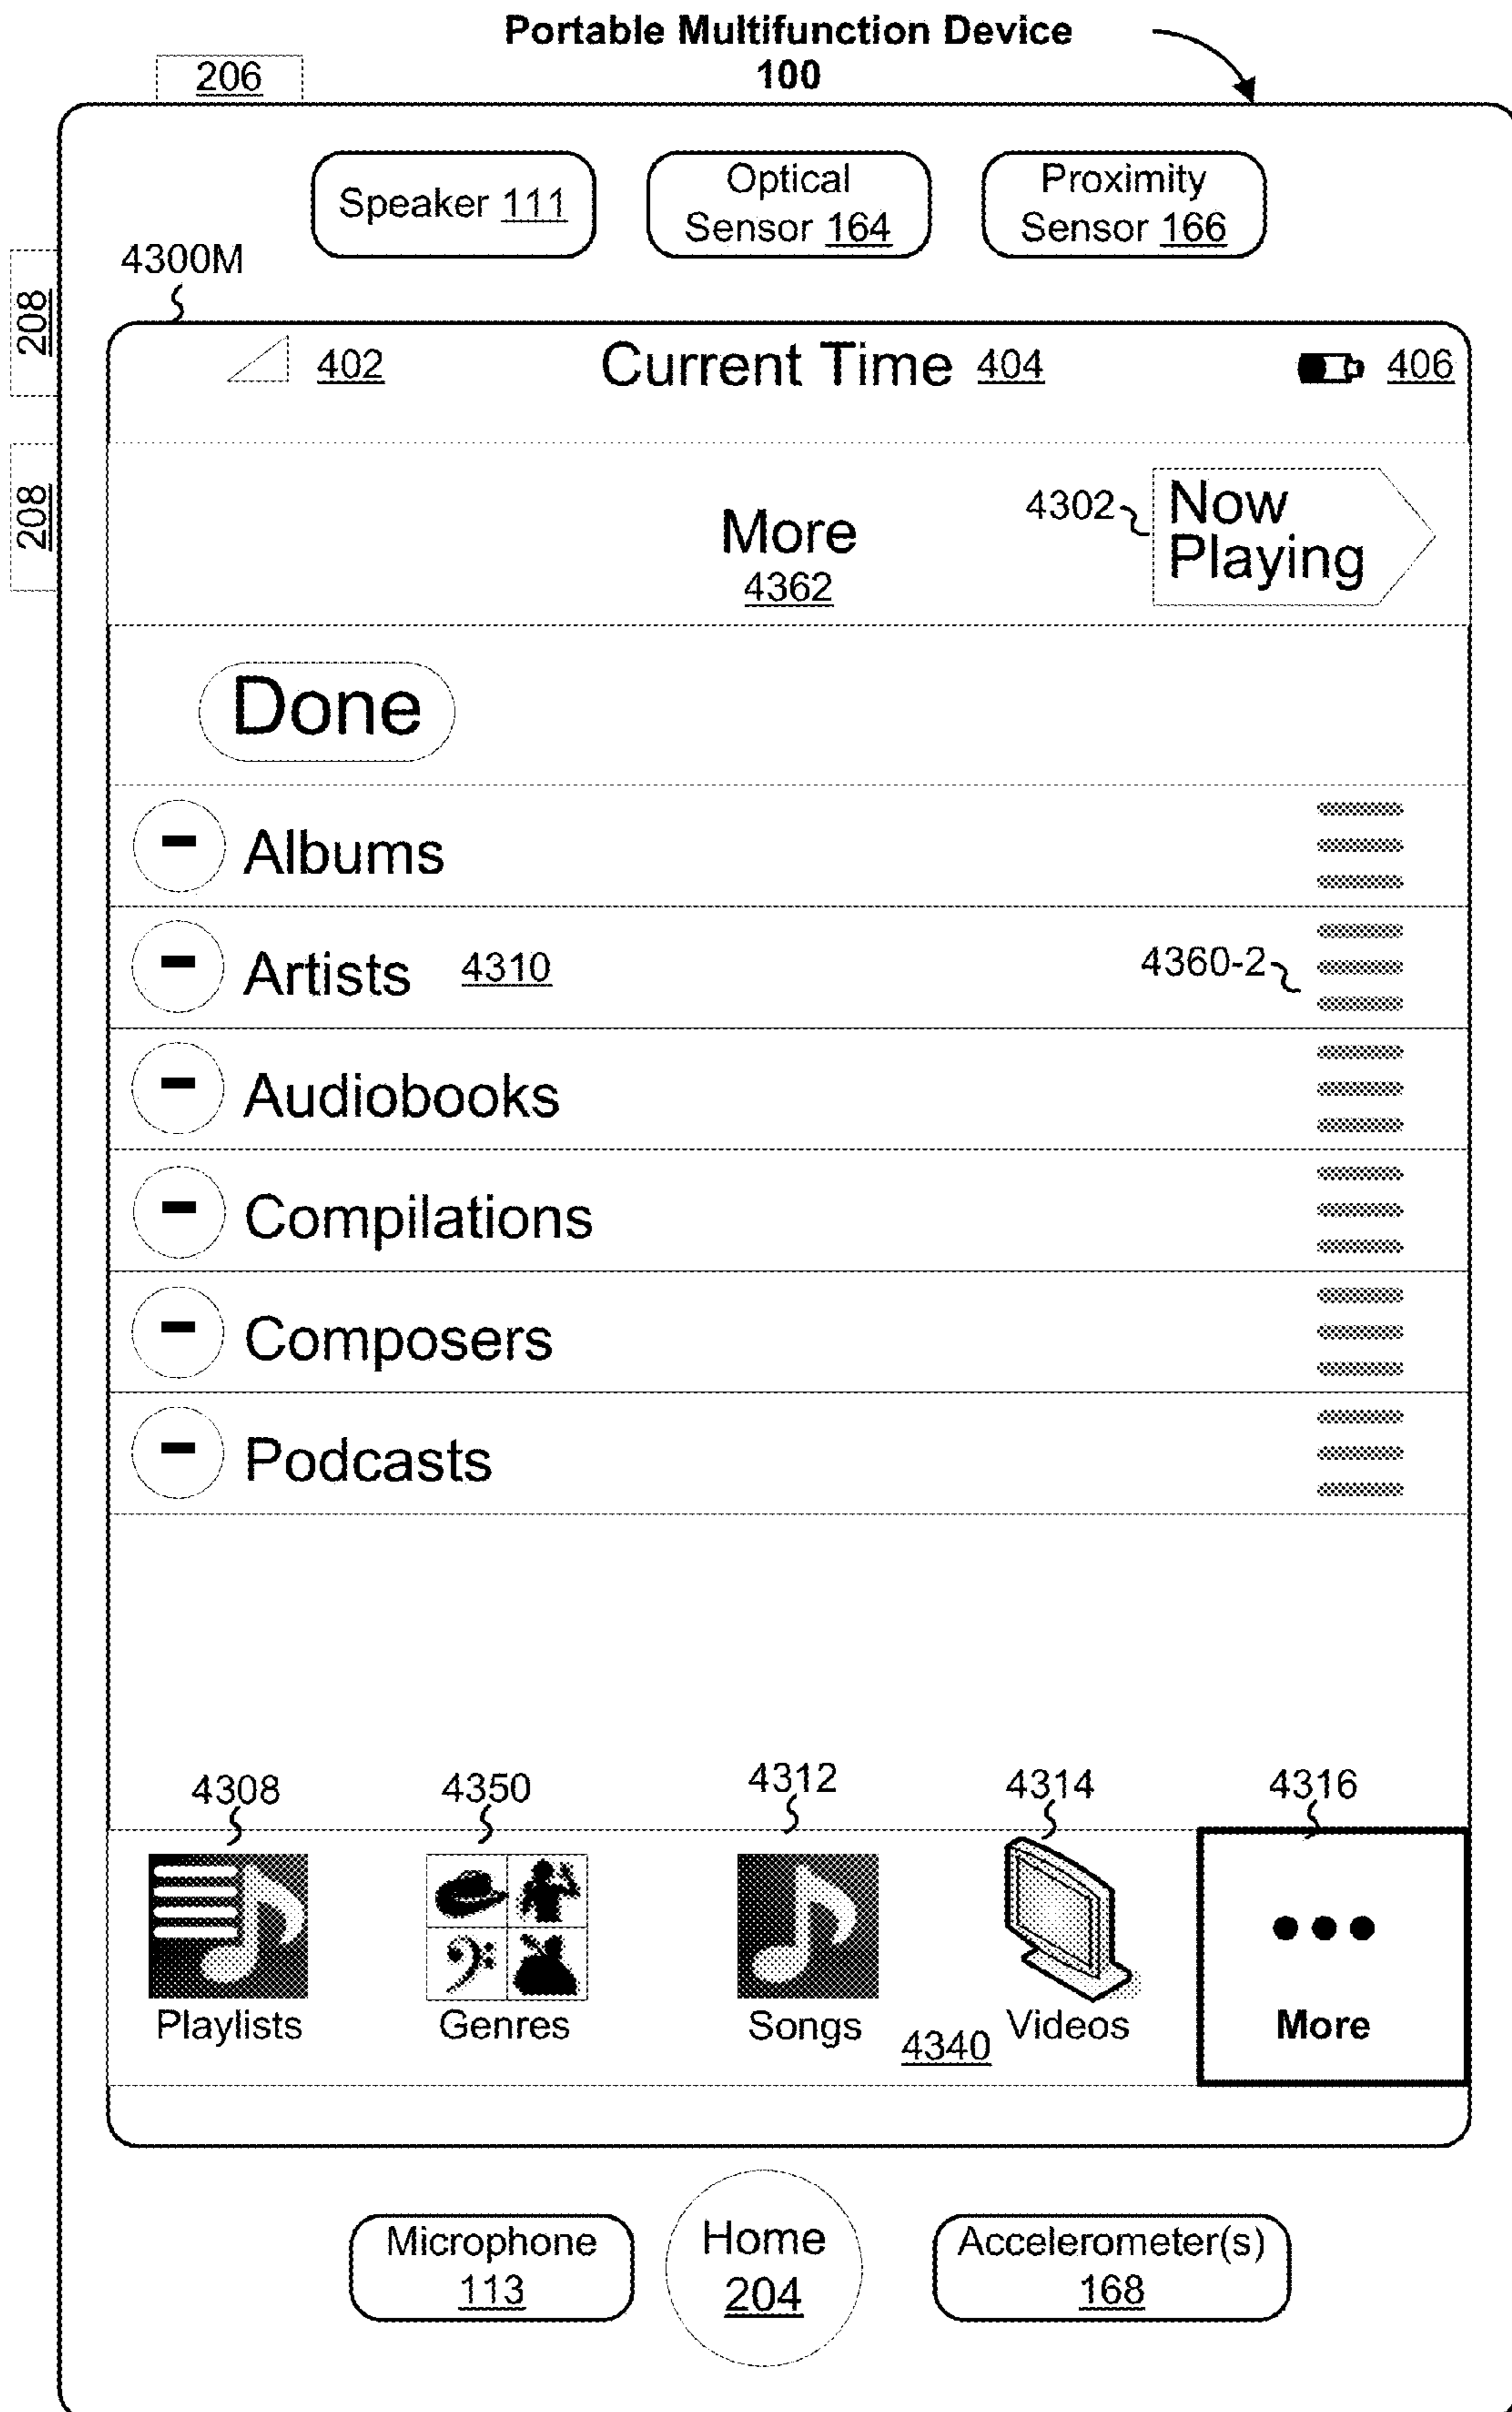 Portable Multifunction Device
100
206
Speaker 111
Optical
Sensor 164
Proximity
Sensor 166
4300M
208
402
Current Time 404
406
208
4302
Now
Playing
More
4362
Done
- Albums
- Artists 4310
4360-2
- Audiobooks
- Compilations
- Composers
- Podcasts
4308
4350
4312
4314
4316
Playlists
Genres
Songs
4340
Videos
More
Microphone
113
Home
204
Accelerometer(s)
168